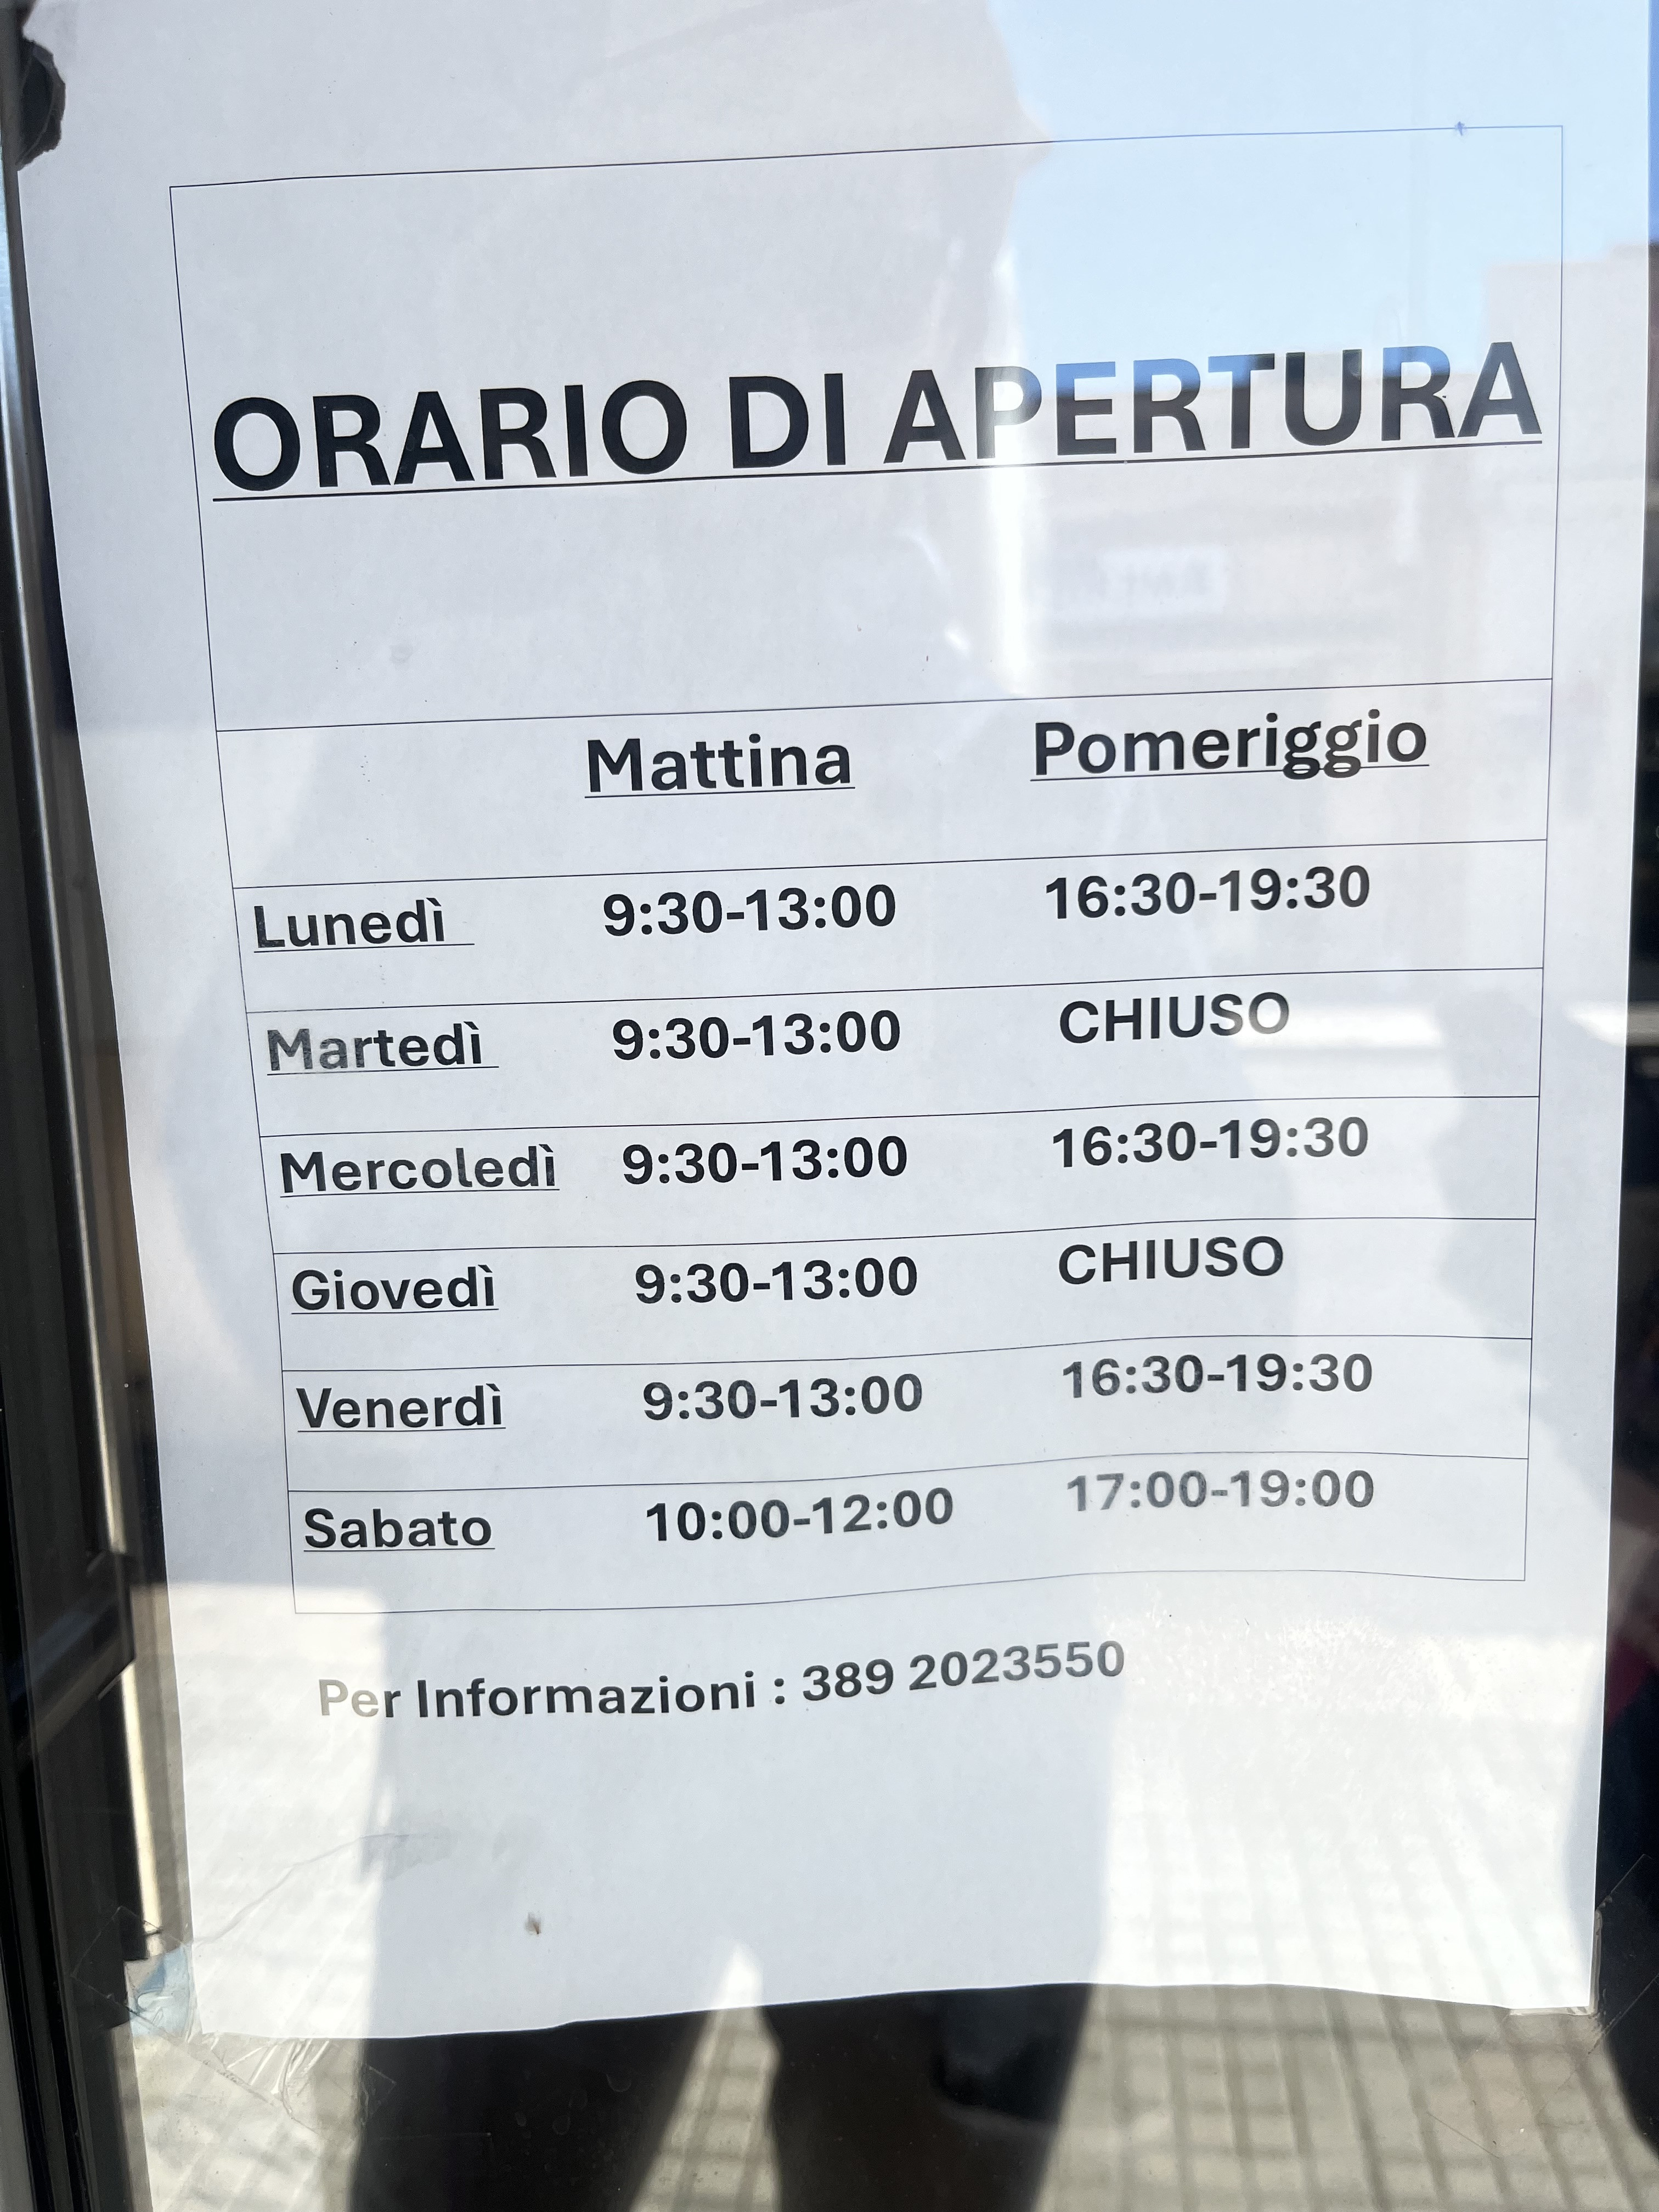 ORARIO DI APERTURA
Mattina Pomeriggio
Lunedì 9:30-13:00 16:30-19:30
Martedì 9:30-13:00 CHIUSO
Mercoledì 9:30-13:00 16:30-19:30
Giovedì 9:30-13:00 CHIUSO
Venerdì 9:30-13:00 16:30-19:30
Sabato 10:00-12:00 17:00-19:00
Per Informazioni : 389 2023550